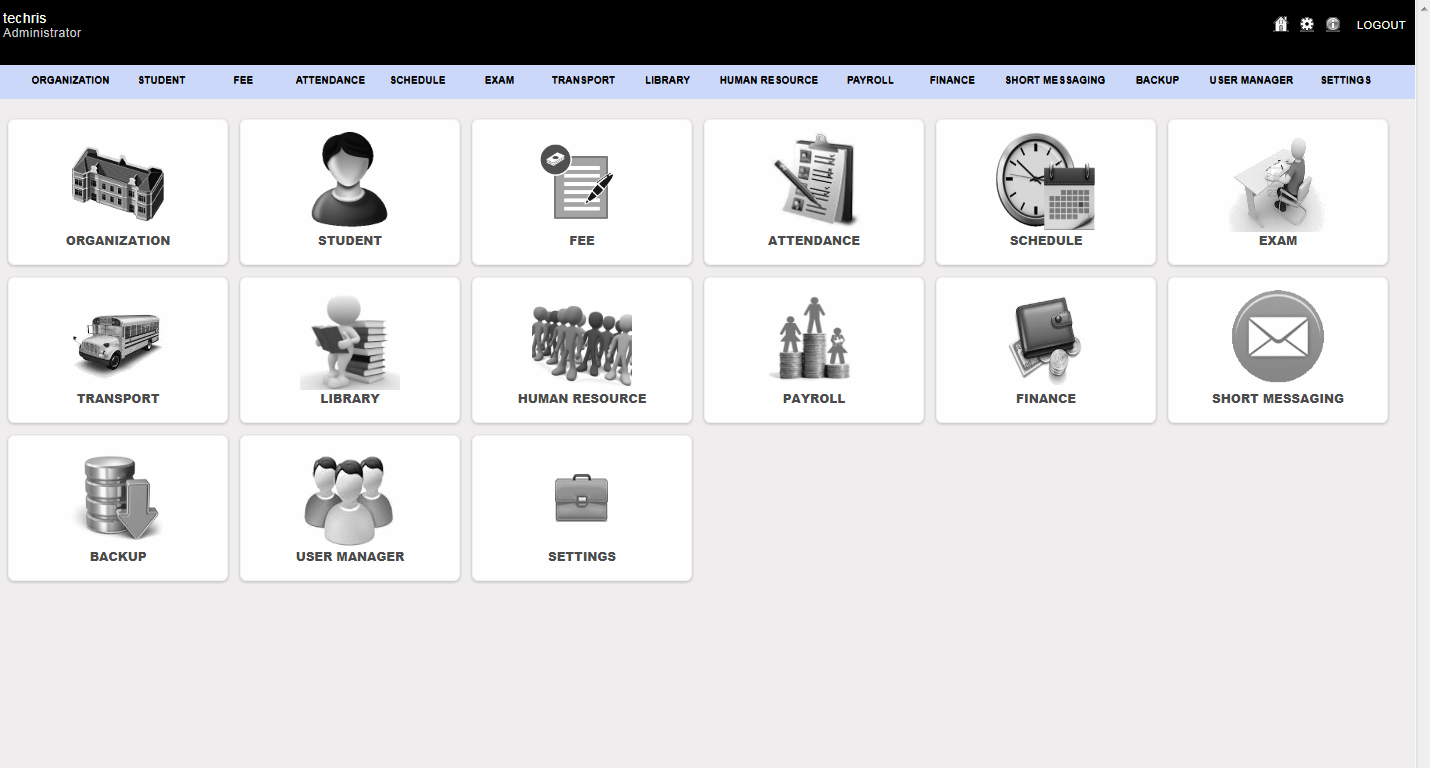 techris
Administrator
LOGOUT
ORGANIZATION STUDENT FEE ATTENDANCE SCHEDULE EXAM TRANSPORT LIBRARY HUMAN RESOURCE PAYROLL FINANCE SHORT MESSAGING BACKUP USER MANAGER SETTINGS
ORGANIZATION STUDENT FEE ATTENDANCE SCHEDULE EXAM
TRANSPORT LIBRARY HUMAN RESOURCE PAYROLL FINANCE SHORT MESSAGING
BACKUP USER MANAGER SETTINGS